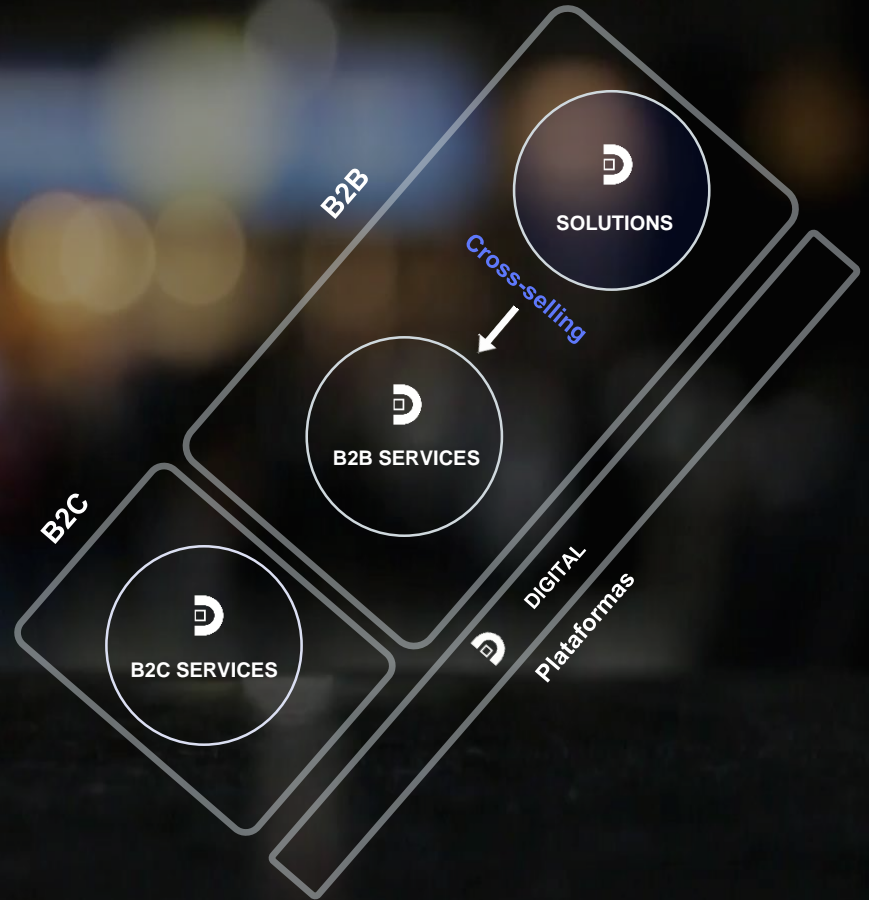 B2B
SOLUTIONS
Cross-selling
B2B SERVICES
B2C
B2C SERVICES
DIGITAL
Plataformas